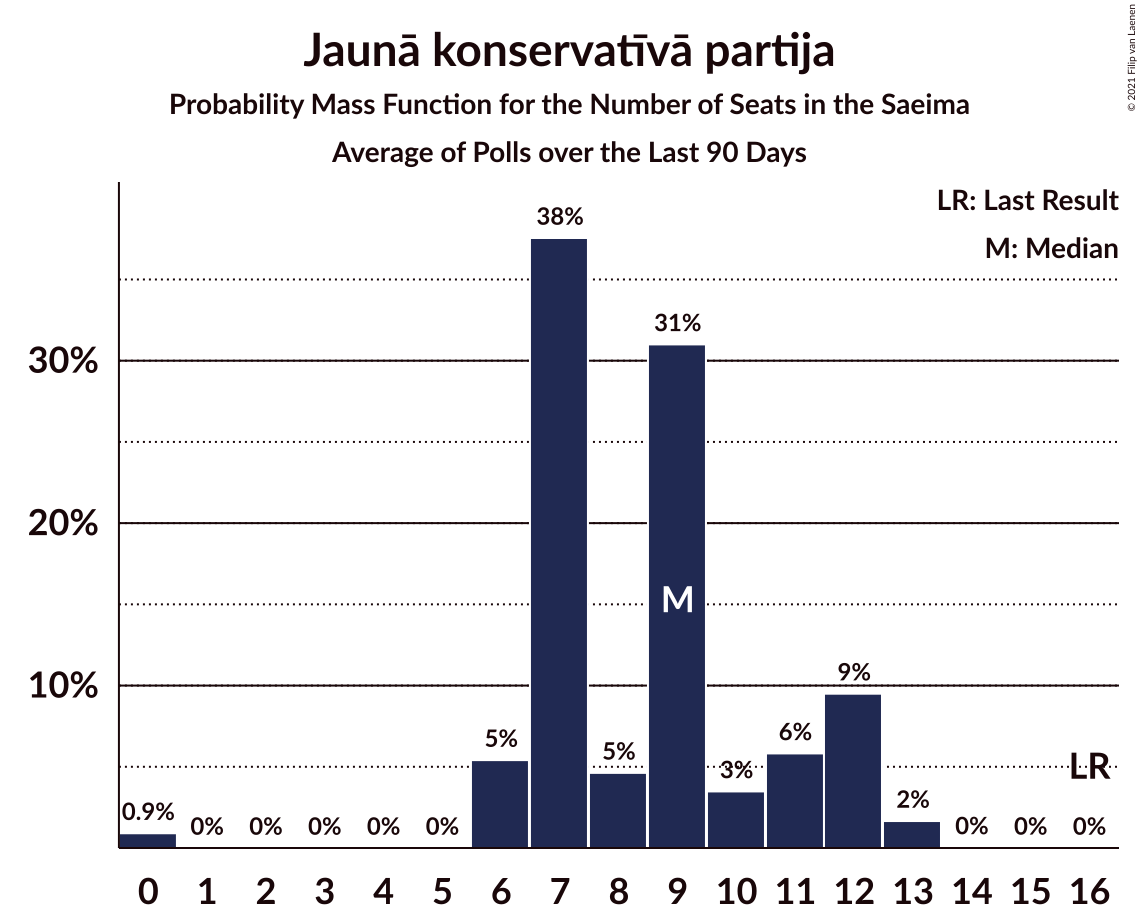 Jaunā konservatīvā partija
Probability Mass Function for the Number of Seats in the Saeima
Average of Polls over the Last 90 Days
© 2021 Filip van Laenen
LR: Last Result
M: Median
38%
31%
30%
20%
M
10%
9%
6%
5%
5%
3%
LR
2%
0.9%
0% 0% 0% 0% 0% 0% 0% 0%
0 1 2 3 4 5 6 7 8 9 10 11 12 13 14 15 16